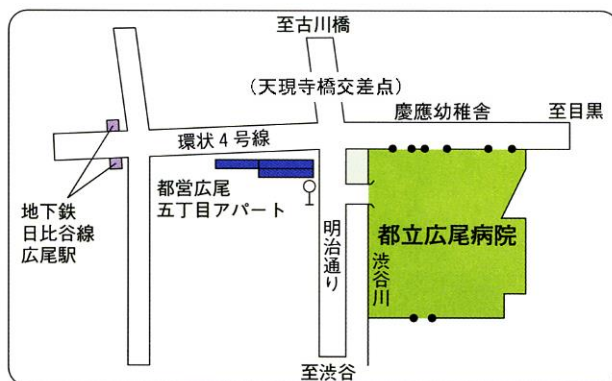 至古川橋
(天現寺橋交差点)
慶應幼稚舎
至目黒
環状4号線
地下鉄
日比谷線
広尾駅
都営広尾
五丁目アパート
明治通り
渋谷川
都立広尾病院
至渋谷